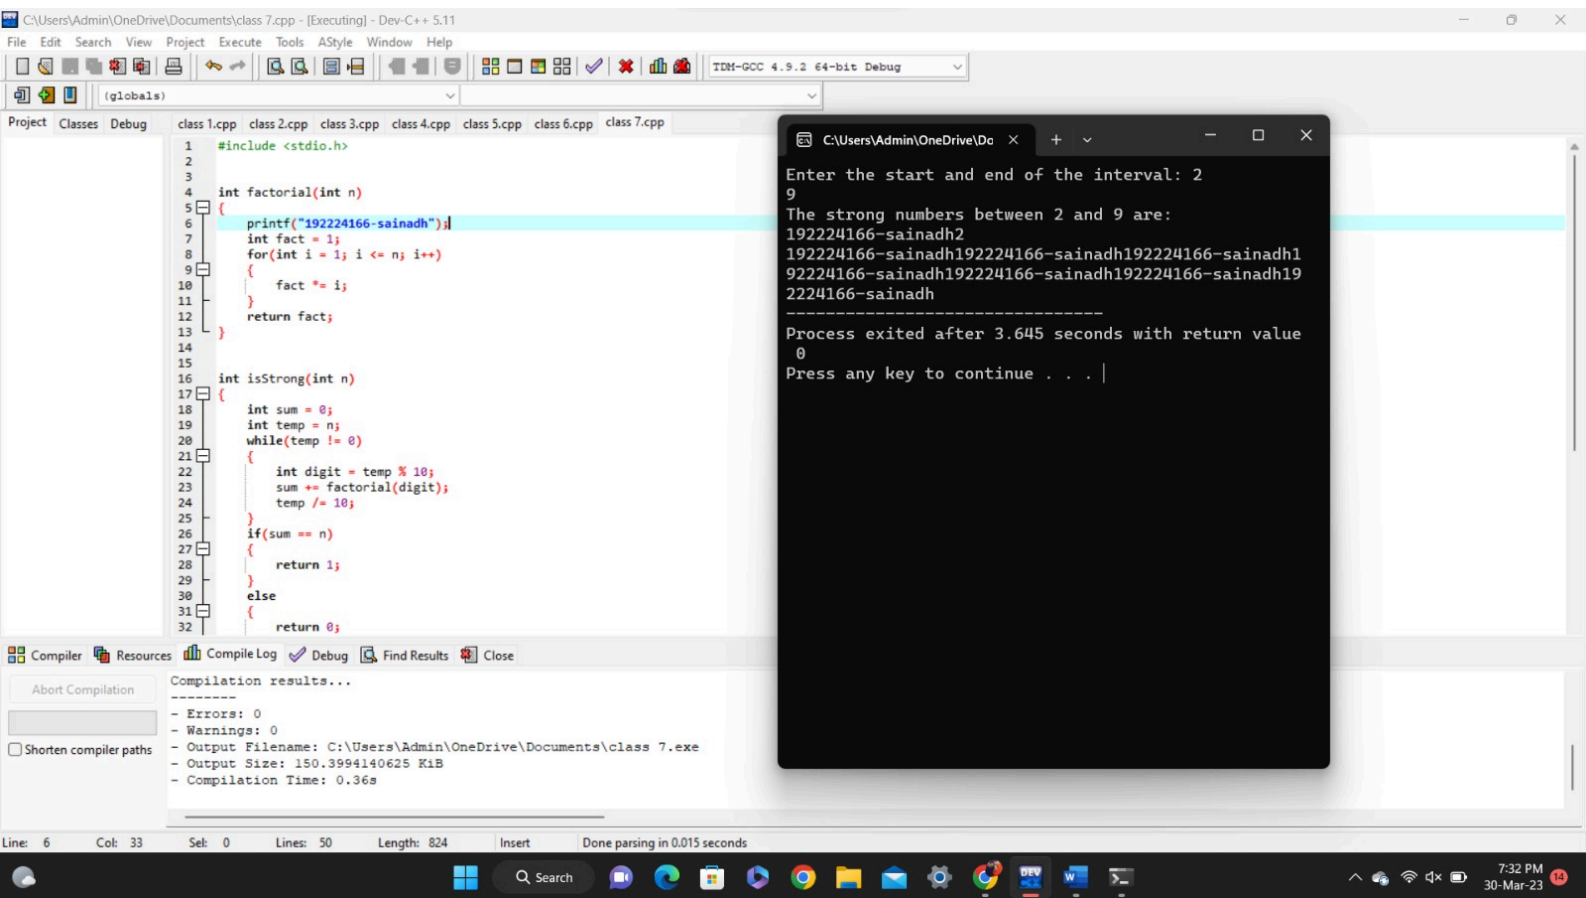 C:\Users\Admin\OneDrive\Documents\class 7.cpp - [Executing] - Dev-C++ 5.11
File Edit Search View Project Execute Tools AStyle Window Help
TDM-GCC 4.9.2 64-bit Debug
(globals)
Project Classes Debug
class 1.cpp class 2.cpp class 3.cpp class 4.cpp class 5.cpp class 6.cpp class 7.cpp
1 #include <stdio.h>
2
3
4 int factorial(int n)
5 {
6 printf("192224166-sainadh");
7 int fact = 1;
8 for(int i = 1; i <= n; i++)
9 {
10 fact *= i;
11 }
12 return fact;
13 }
14
15
16 int isStrong(int n)
17 {
18 int sum = 0;
19 int temp = n;
20 while(temp != 0)
21 {
22 int digit = temp % 10;
23 sum += factorial(digit);
24 temp /= 10;
25 }
26 if(sum == n)
27 {
28 return 1;
29 }
30 else
31 {
32 return 0;
C:\Users\Admin\OneDrive\Do
Enter the start and end of the interval: 2
9
The strong numbers between 2 and 9 are:
192224166-sainadh2
192224166-sainadh192224166-sainadh192224166-sainadh1
92224166-sainadh192224166-sainadh192224166-sainadh19
2224166-sainadh
--------------------------------
Process exited after 3.645 seconds with return value
0
Press any key to continue . . .
Compiler Resources Compile Log Debug Find Results Close
Abort Compilation
Shorten compiler paths
Compilation results...
--------
- Errors: 0
- Warnings: 0
- Output Filename: C:\Users\Admin\OneDrive\Documents\class 7.exe
- Output Size: 150.3994140625 KiB
- Compilation Time: 0.36s
Line: 6 Col: 33 Sel: 0 Lines: 50 Length: 824 Insert Done parsing in 0.015 seconds
Search
DEV
W
7:32 PM
30-Mar-23
14